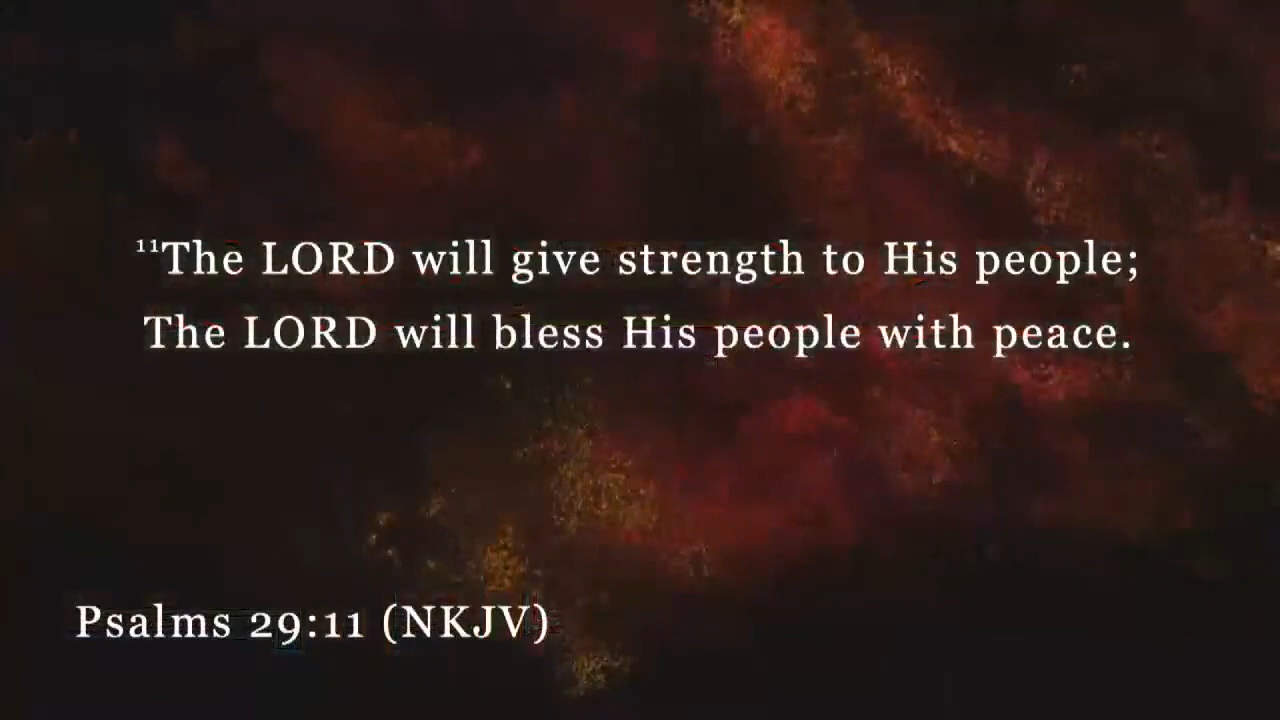 ¹¹The LORD will give strength to His people;
The LORD will bless His people with peace.
Psalms 29:11 (NKJV)